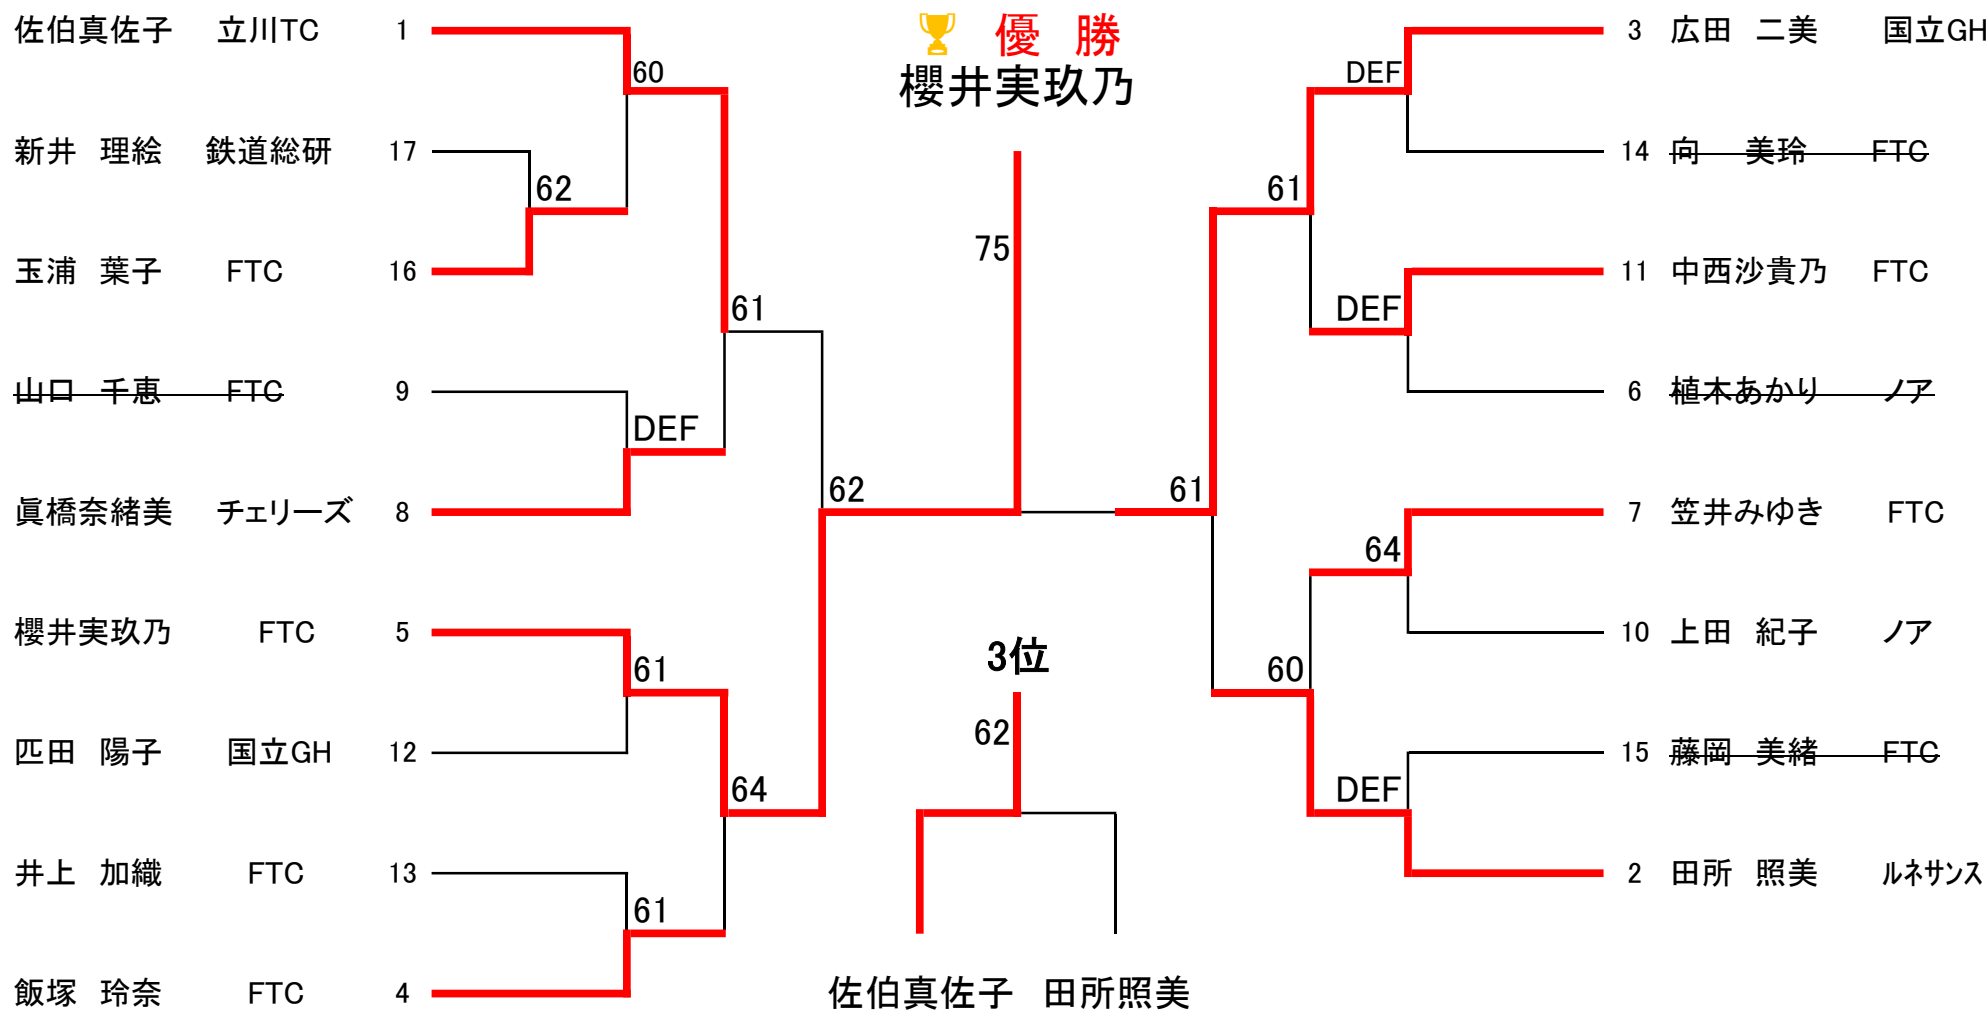 佐伯真佐子 立川TC 1
60
新井 理絵 鉄道総研 17
62
玉浦 葉子 FTC 16
61
山口 千恵 FTC 9
DEF
眞橋奈緒美 チェリーズ 8
62
櫻井実玖乃 FTC 5
61
匹田 陽子 国立GH 12
64
井上 加織 FTC 13
61
飯塚 玲奈 FTC 4
優 勝
櫻井実玖乃
75
3位
62
佐伯真佐子 田所照美
3 広田 二美 国立GH
DEF
14 向 美玲 FTC
61
11 中西沙貴乃 FTC
DEF
6 植木あかり ノア
61
7 笠井みゆき FTC
64
10 上田 紀子 ノア
60
15 藤岡 美緒 FTC
DEF
2 田所 照美 ルネサンス